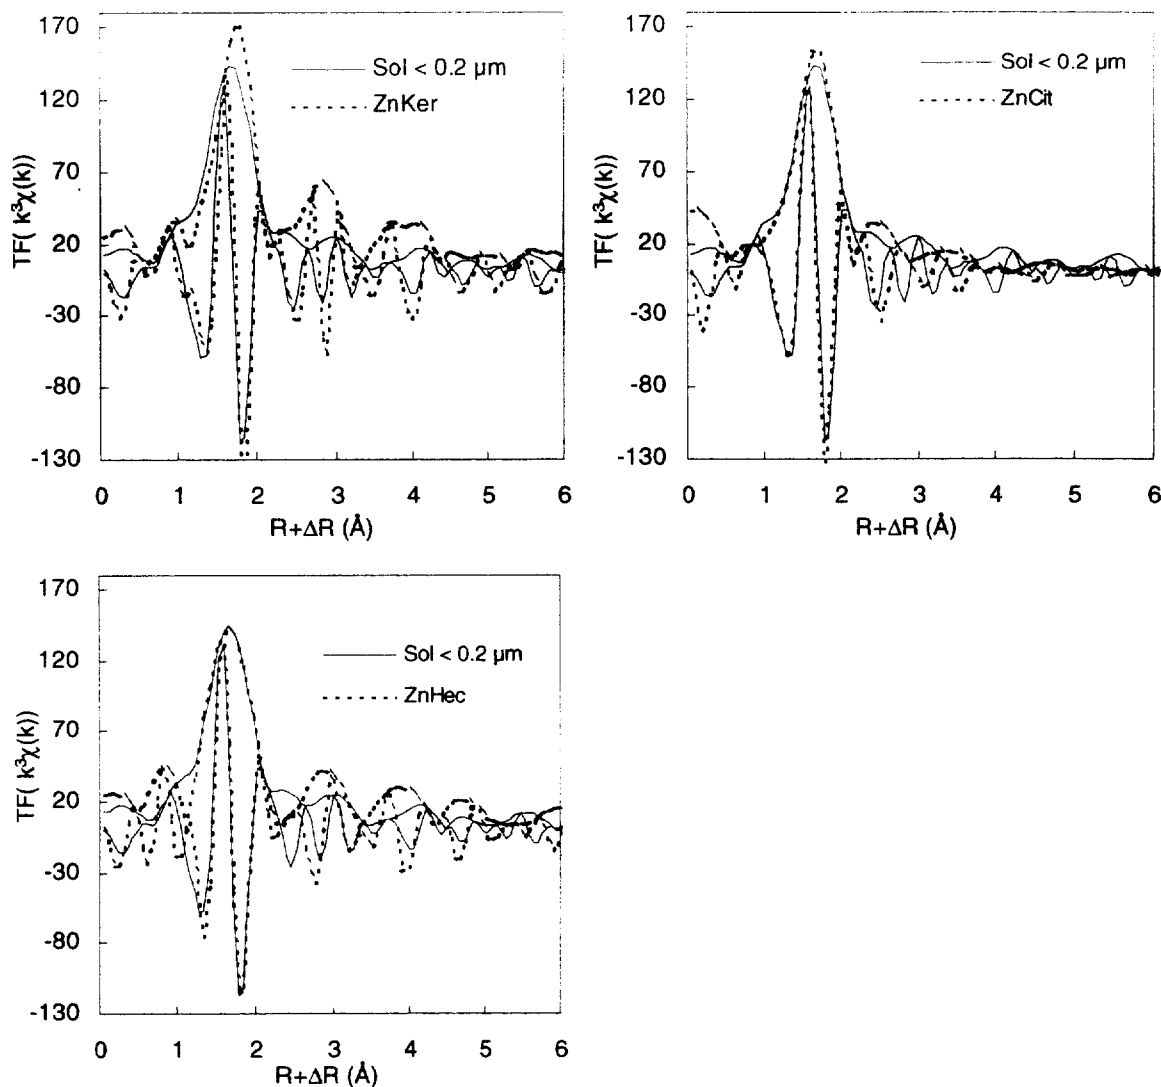 170
120
70
20
-30
-80
-130
TF( k³χ(k))
Sol < 0.2 µm
ZnKer
0 1 2 3 4 5 6
R+ΔR (Å)
170
120
70
20
-30
-80
-130
TF( k³χ(k))
Sol < 0.2 µm
ZnCit
0 1 2 3 4 5 6
R+ΔR (Å)
170
120
70
20
-30
-80
-130
TF( k³χ(k))
Sol < 0.2 µm
ZnHec
0 1 2 3 4 5 6
R+ΔR (Å)